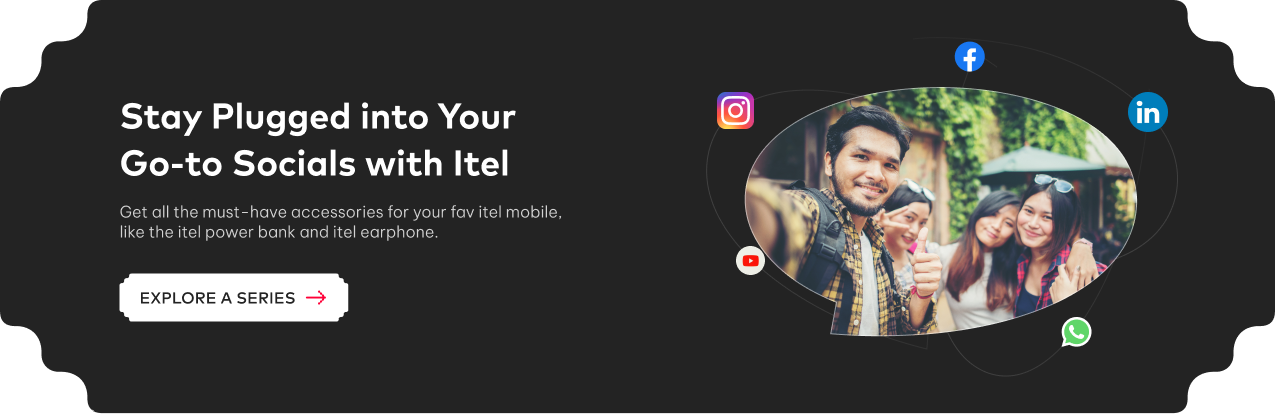 Stay Plugged into Your
Go-to Socials with Itel
Get all the must-have accessories for your fav itel mobile,
like the itel power bank and itel earphone.
EXPLORE A SERIES
in